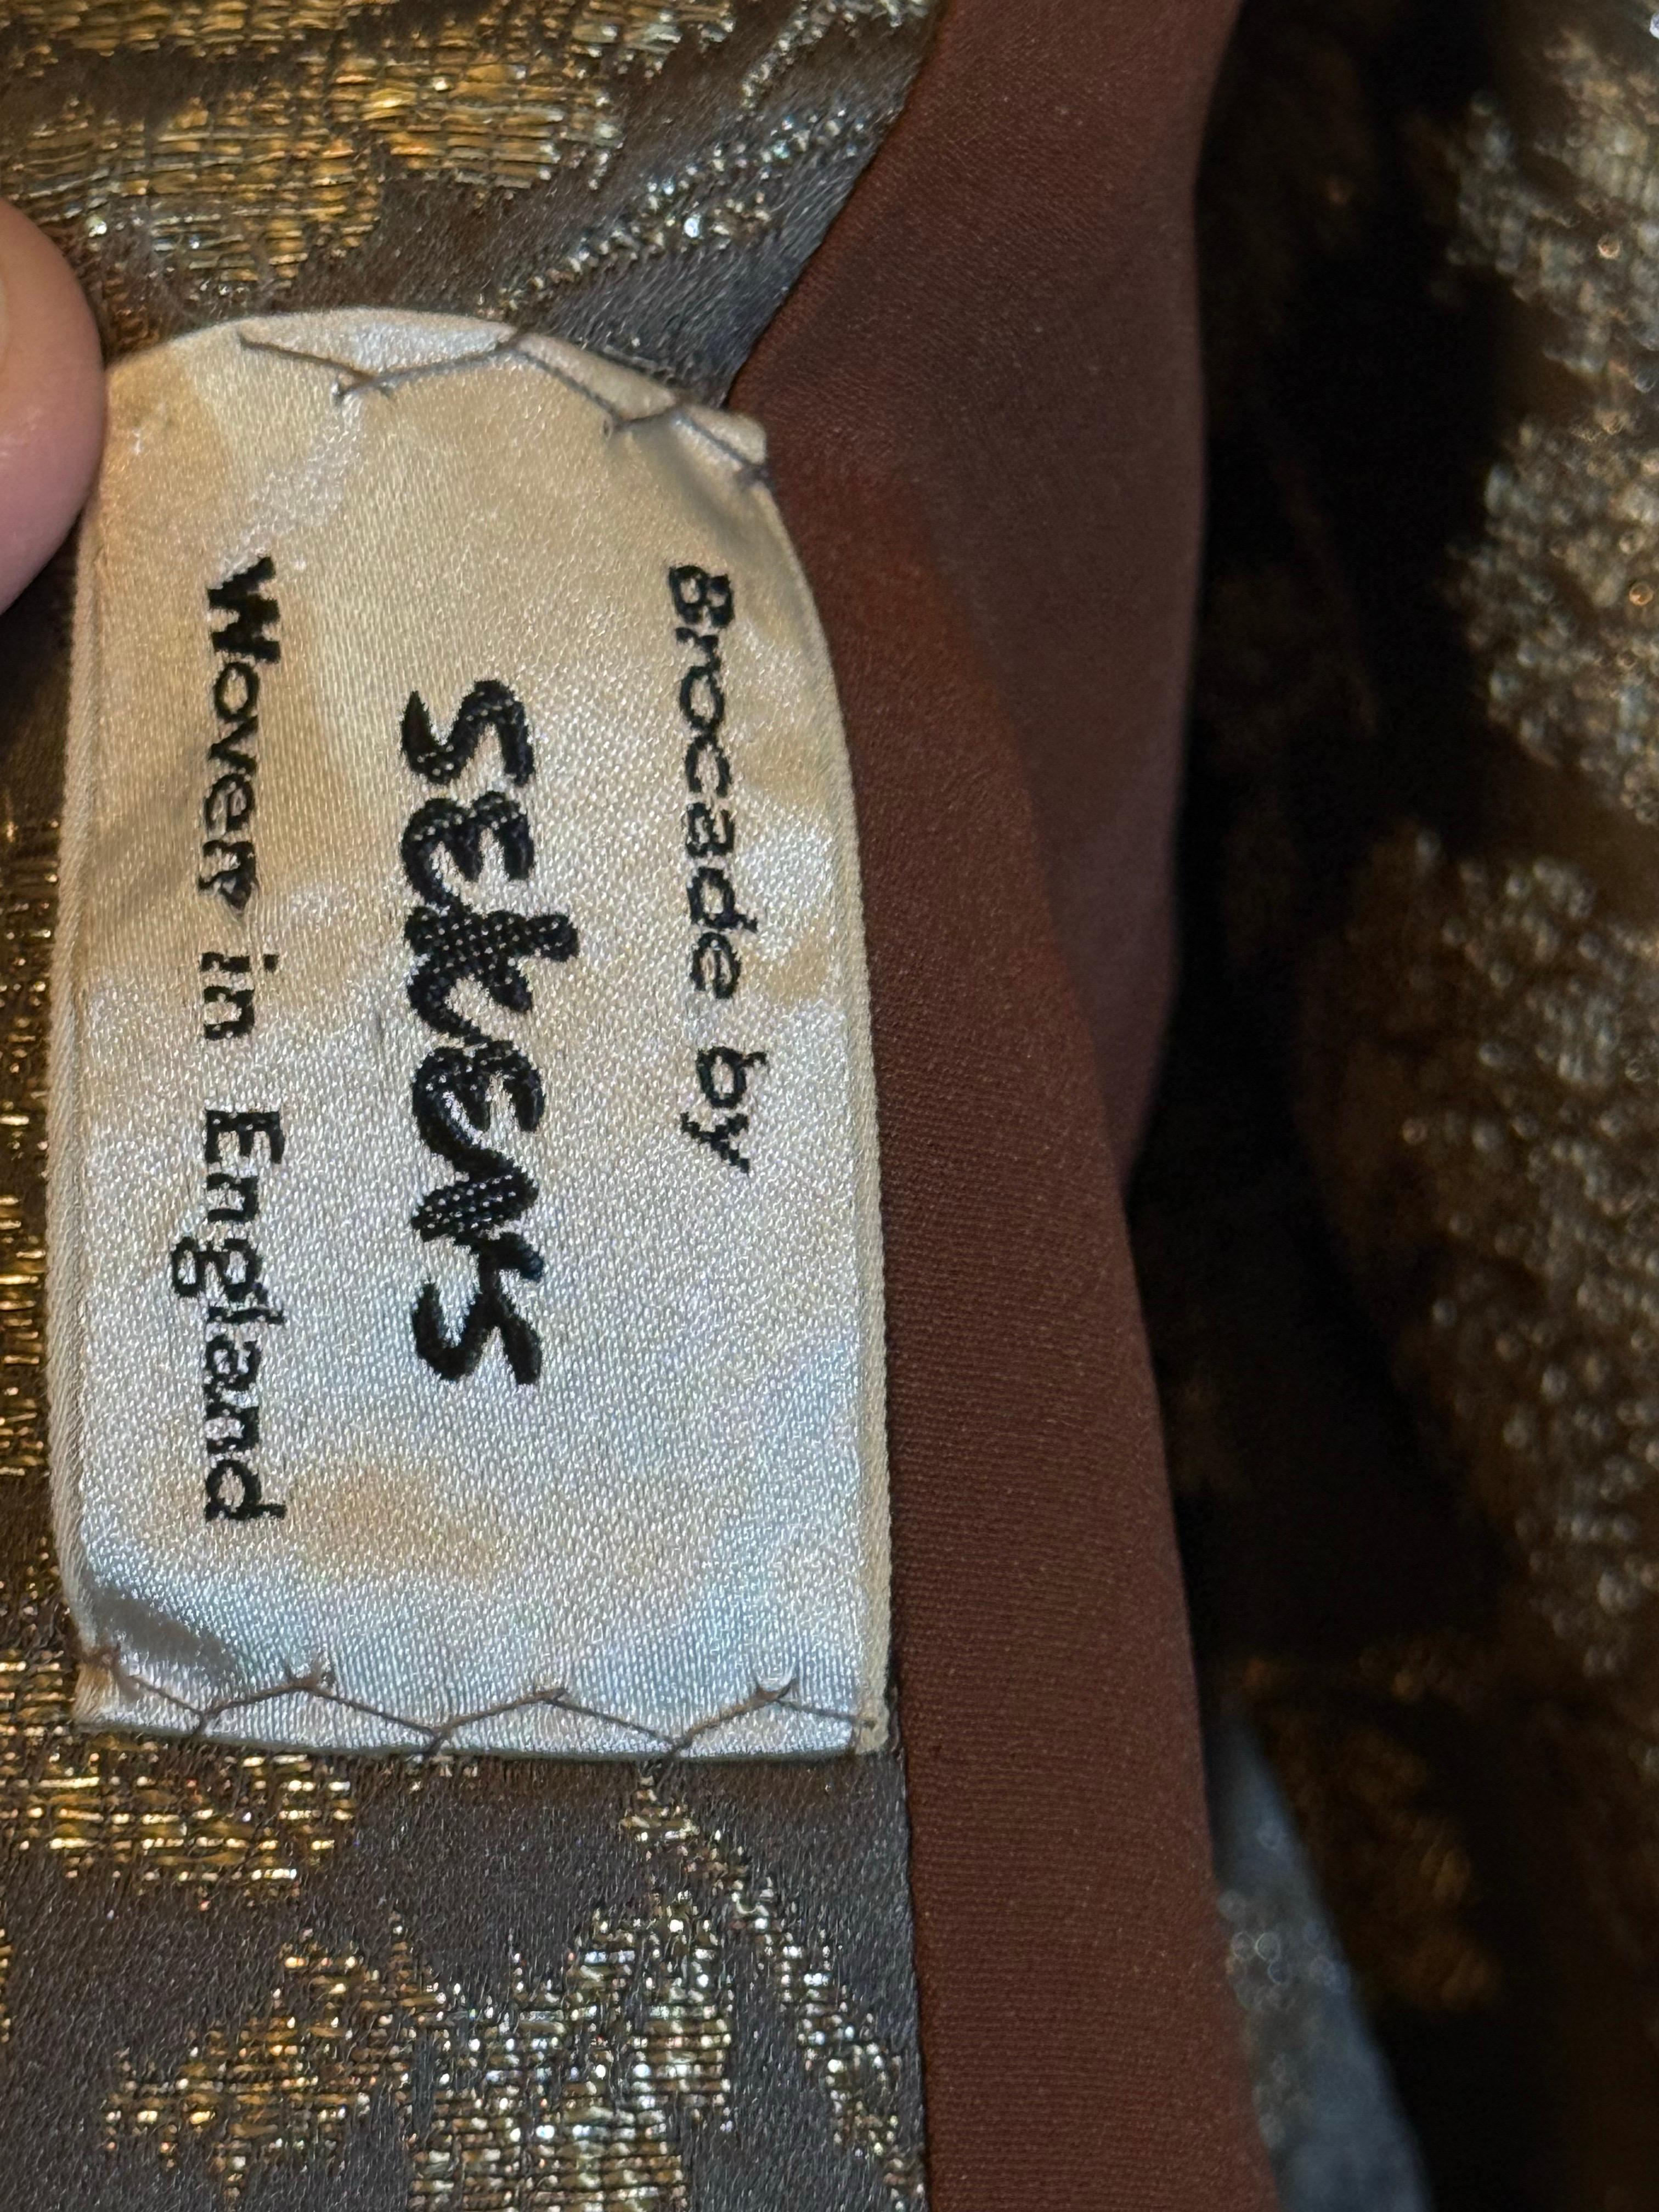 Brocade by
Sekers
Woven in England